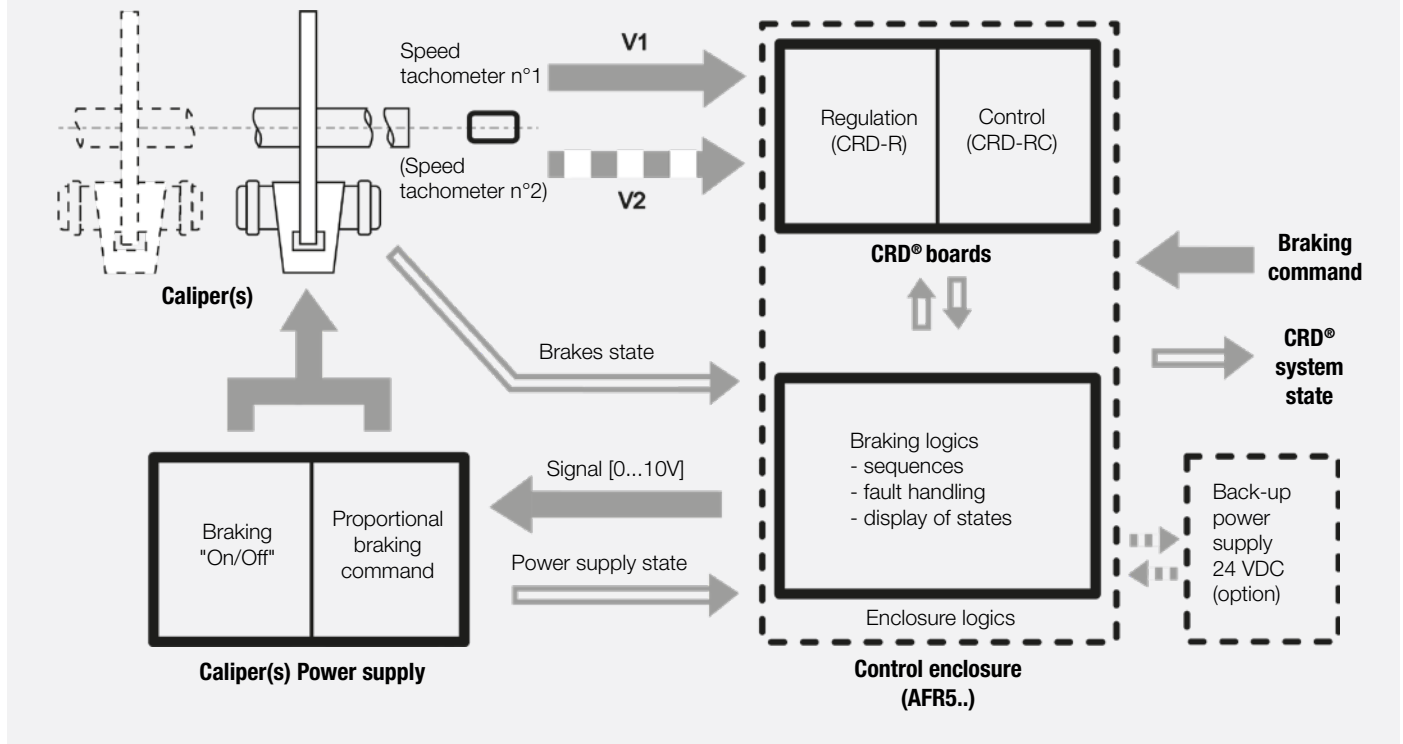 Speed
tachometer n°1
V1
(Speed
tachometer n°2)
V2
Regulation
(CRD-R)
Control
(CRD-RC)
CRD® boards
Braking
command
Caliper(s)
Brakes state
CRD®
system
state
Braking logics
- sequences
- fault handling
- display of states
Signal [0...10V]
Braking
"On/Off"
Proportional
braking
command
Power supply state
Back-up
power
supply
24 VDC
(option)
Enclosure logics
Caliper(s) Power supply
Control enclosure
(AFR5..)